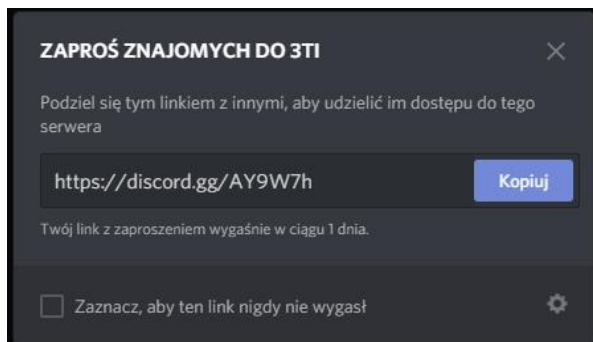 ZAPROŚ ZNAJOMYCH DO 3TI
Podziel się tym linkiem z innymi, aby udzielić im dostępu do tego
serwera
https://discord.gg/AY9W7h
Kopiuj
Twój link z zaproszeniem wygaśnie w ciągu 1 dnia.
Zaznacz, aby ten link nigdy nie wygasł